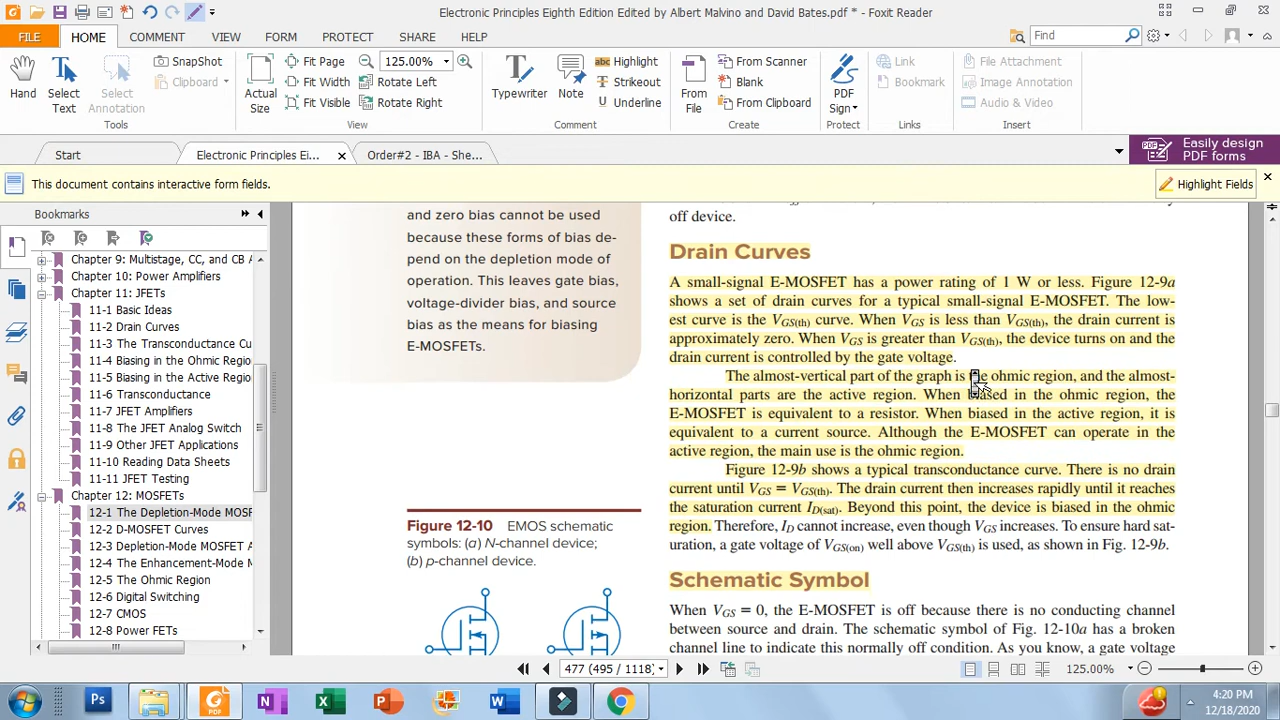 Electronic Principles Eighth Edition Edited by Albert Malvino and David Bates.pdf * - Foxit Reader
FILE HOME COMMENT VIEW FORM PROTECT SHARE HELP
Find
Hand
Select Text
Select Annotation
SnapShot
Clipboard
Tools
Actual Size
Fit Page
Fit Width
Fit Visible
125.00%
Rotate Left
Rotate Right
View
Typewriter
Note
Highlight
Strikeout
Underline
Comment
From File
From Scanner
Blank
From Clipboard
Create
PDF Sign
Protect
Link
Bookmark
Links
File Attachment
Image Annotation
Audio & Video
Insert
Start
Electronic Principles Ei...
Order#2 - IBA - She...
Easily design
PDF forms
This document contains interactive form fields.
Highlight Fields
Bookmarks
Chapter 9: Multistage, CC, and CB A
Chapter 10: Power Amplifiers
Chapter 11: JFETs
11-1 Basic Ideas
11-2 Drain Curves
11-3 The Transconductance Cu
11-4 Biasing in the Ohmic Regio
11-5 Biasing in the Active Region
11-6 Transconductance
11-7 JFET Amplifiers
11-8 The JFET Analog Switch
11-9 Other JFET Applications
11-10 Reading Data Sheets
11-11 JFET Testing
Chapter 12: MOSFETs
12-1 The Depletion-Mode MOSF
12-2 D-MOSFET Curves
12-3 Depletion-Mode MOSFET A
12-4 The Enhancement-Mode M
12-5 The Ohmic Region
12-6 Digital Switching
12-7 CMOS
12-8 Power FETs
and zero bias cannot be used
because these forms of bias de-
pend on the depletion mode of
operation. This leaves gate bias,
voltage-divider bias, and source
bias as the means for biasing
E-MOSFETs.
Figure 12-10 EMOS schematic
symbols: (a) N-channel device;
(b) p-channel device.
off device.
Drain Curves
A small-signal E-MOSFET has a power rating of 1 W or less. Figure 12-9a
shows a set of drain curves for a typical small-signal E-MOSFET. The low-
est curve is the VGS(th) curve. When VGS is less than VGS(th), the drain current is
approximately zero. When VGS is greater than VGS(th), the device turns on and the
drain current is controlled by the gate voltage.
The almost-vertical part of the graph is the ohmic region, and the almost-
horizontal parts are the active region. When biased in the ohmic region, the
E-MOSFET is equivalent to a resistor. When biased in the active region, it is
equivalent to a current source. Although the E-MOSFET can operate in the
active region, the main use is the ohmic region.
Figure 12-9b shows a typical transconductance curve. There is no drain
current until VGS = VGS(th). The drain current then increases rapidly until it reaches
the saturation current ID(sat). Beyond this point, the device is biased in the ohmic
region. Therefore, ID cannot increase, even though VGS increases. To ensure hard sat-
uration, a gate voltage of VGS(on) well above VGS(th) is used, as shown in Fig. 12-9b.
Schematic Symbol
When VGS = 0, the E-MOSFET is off because there is no conducting channel
between source and drain. The schematic symbol of Fig. 12-10a has a broken
channel line to indicate this normally off condition. As you know, a gate voltage
477 (495 / 1118)
125.00%
4:20 PM
12/18/2020